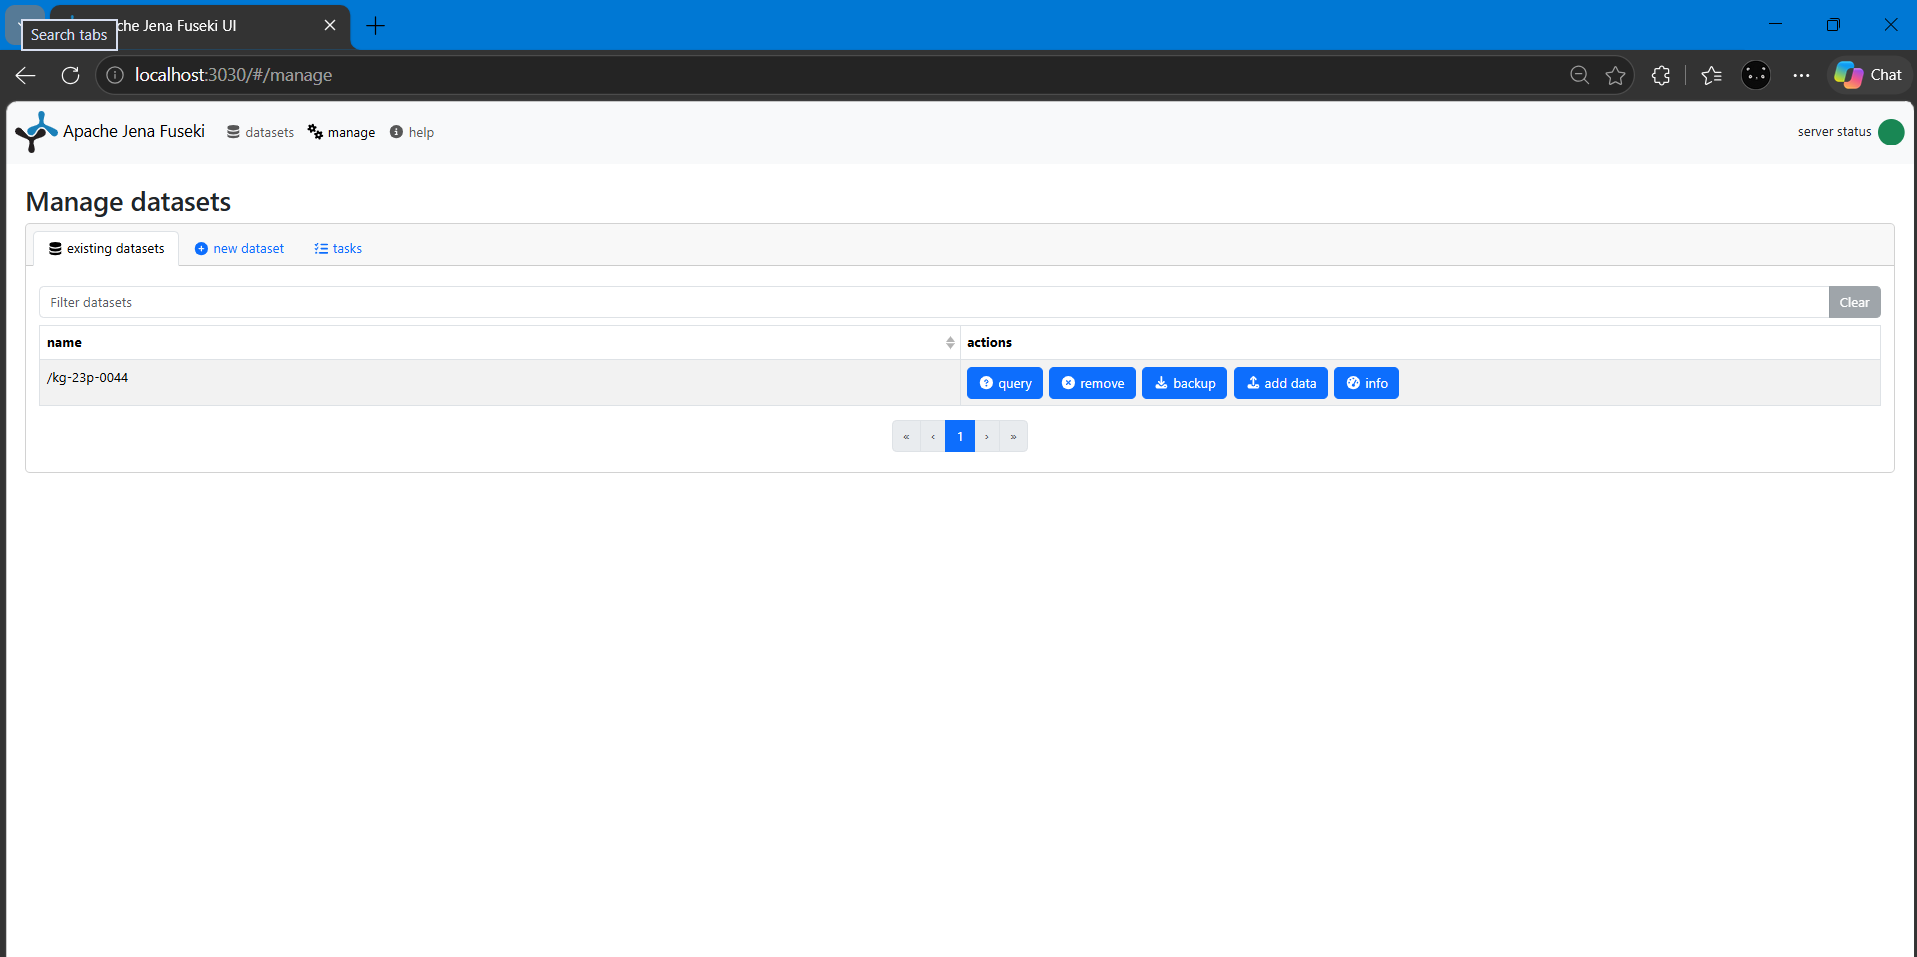 che Jena Fuseki UI
Search tabs
localhost:3030/#/manage
Chat
Apache Jena Fuseki
datasets
manage
help
server status
Manage datasets
existing datasets
new dataset
tasks
Filter datasets
Clear
name
actions
/kg-23p-0044
query
remove
backup
add data
info
« ‹ 1 › »